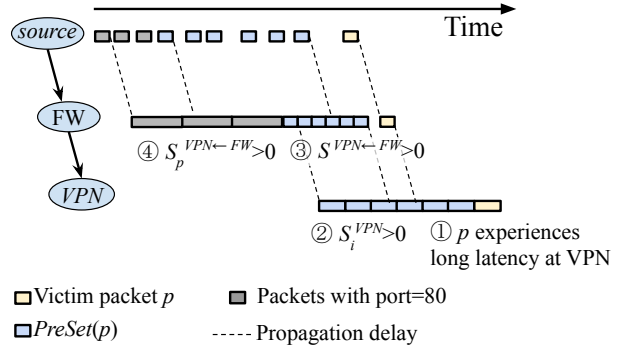 Time
source
FW
④ S_p^{VPN←FW}>0
③ S^{VPN←FW}>0
VPN
② S_i^{VPN}>0
① p experiences
long latency at VPN
Victim packet p
Packets with port=80
PreSet(p)
Propagation delay